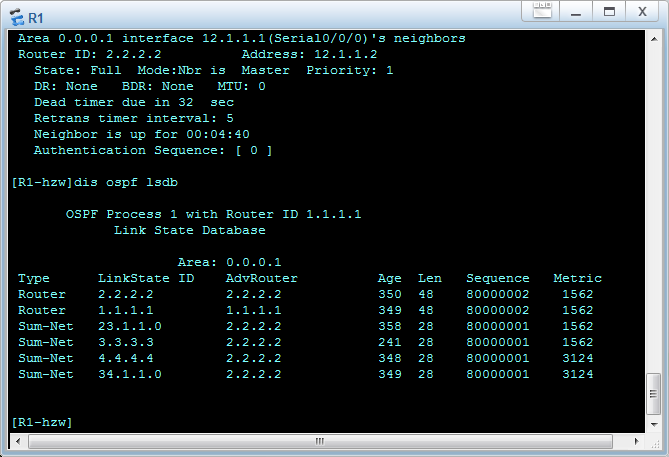 R1
Area 0.0.0.1 interface 12.1.1.1(Serial0/0/0)'s neighbors
Router ID: 2.2.2.2          Address: 12.1.1.2
State: Full  Mode:Nbr is  Master  Priority: 1
DR: None   BDR: None   MTU: 0
Dead timer due in 32  sec
Retrans timer interval: 5
Neighbor is up for 00:04:40
Authentication Sequence: [ 0 ]
[R1-hzw]dis ospf lsdb
OSPF Process 1 with Router ID 1.1.1.1
Link State Database
Area: 0.0.0.1
Type      LinkState ID    AdvRouter          Age  Len   Sequence   Metric
Router    2.2.2.2         2.2.2.2            350  48    80000002    1562
Router    1.1.1.1         1.1.1.1            349  48    80000002    1562
Sum-Net   23.1.1.0        2.2.2.2            358  28    80000001    1562
Sum-Net   3.3.3.3         2.2.2.2            241  28    80000001    1562
Sum-Net   4.4.4.4         2.2.2.2            348  28    80000001    3124
Sum-Net   34.1.1.0        2.2.2.2            349  28    80000001    3124
[R1-hzw]